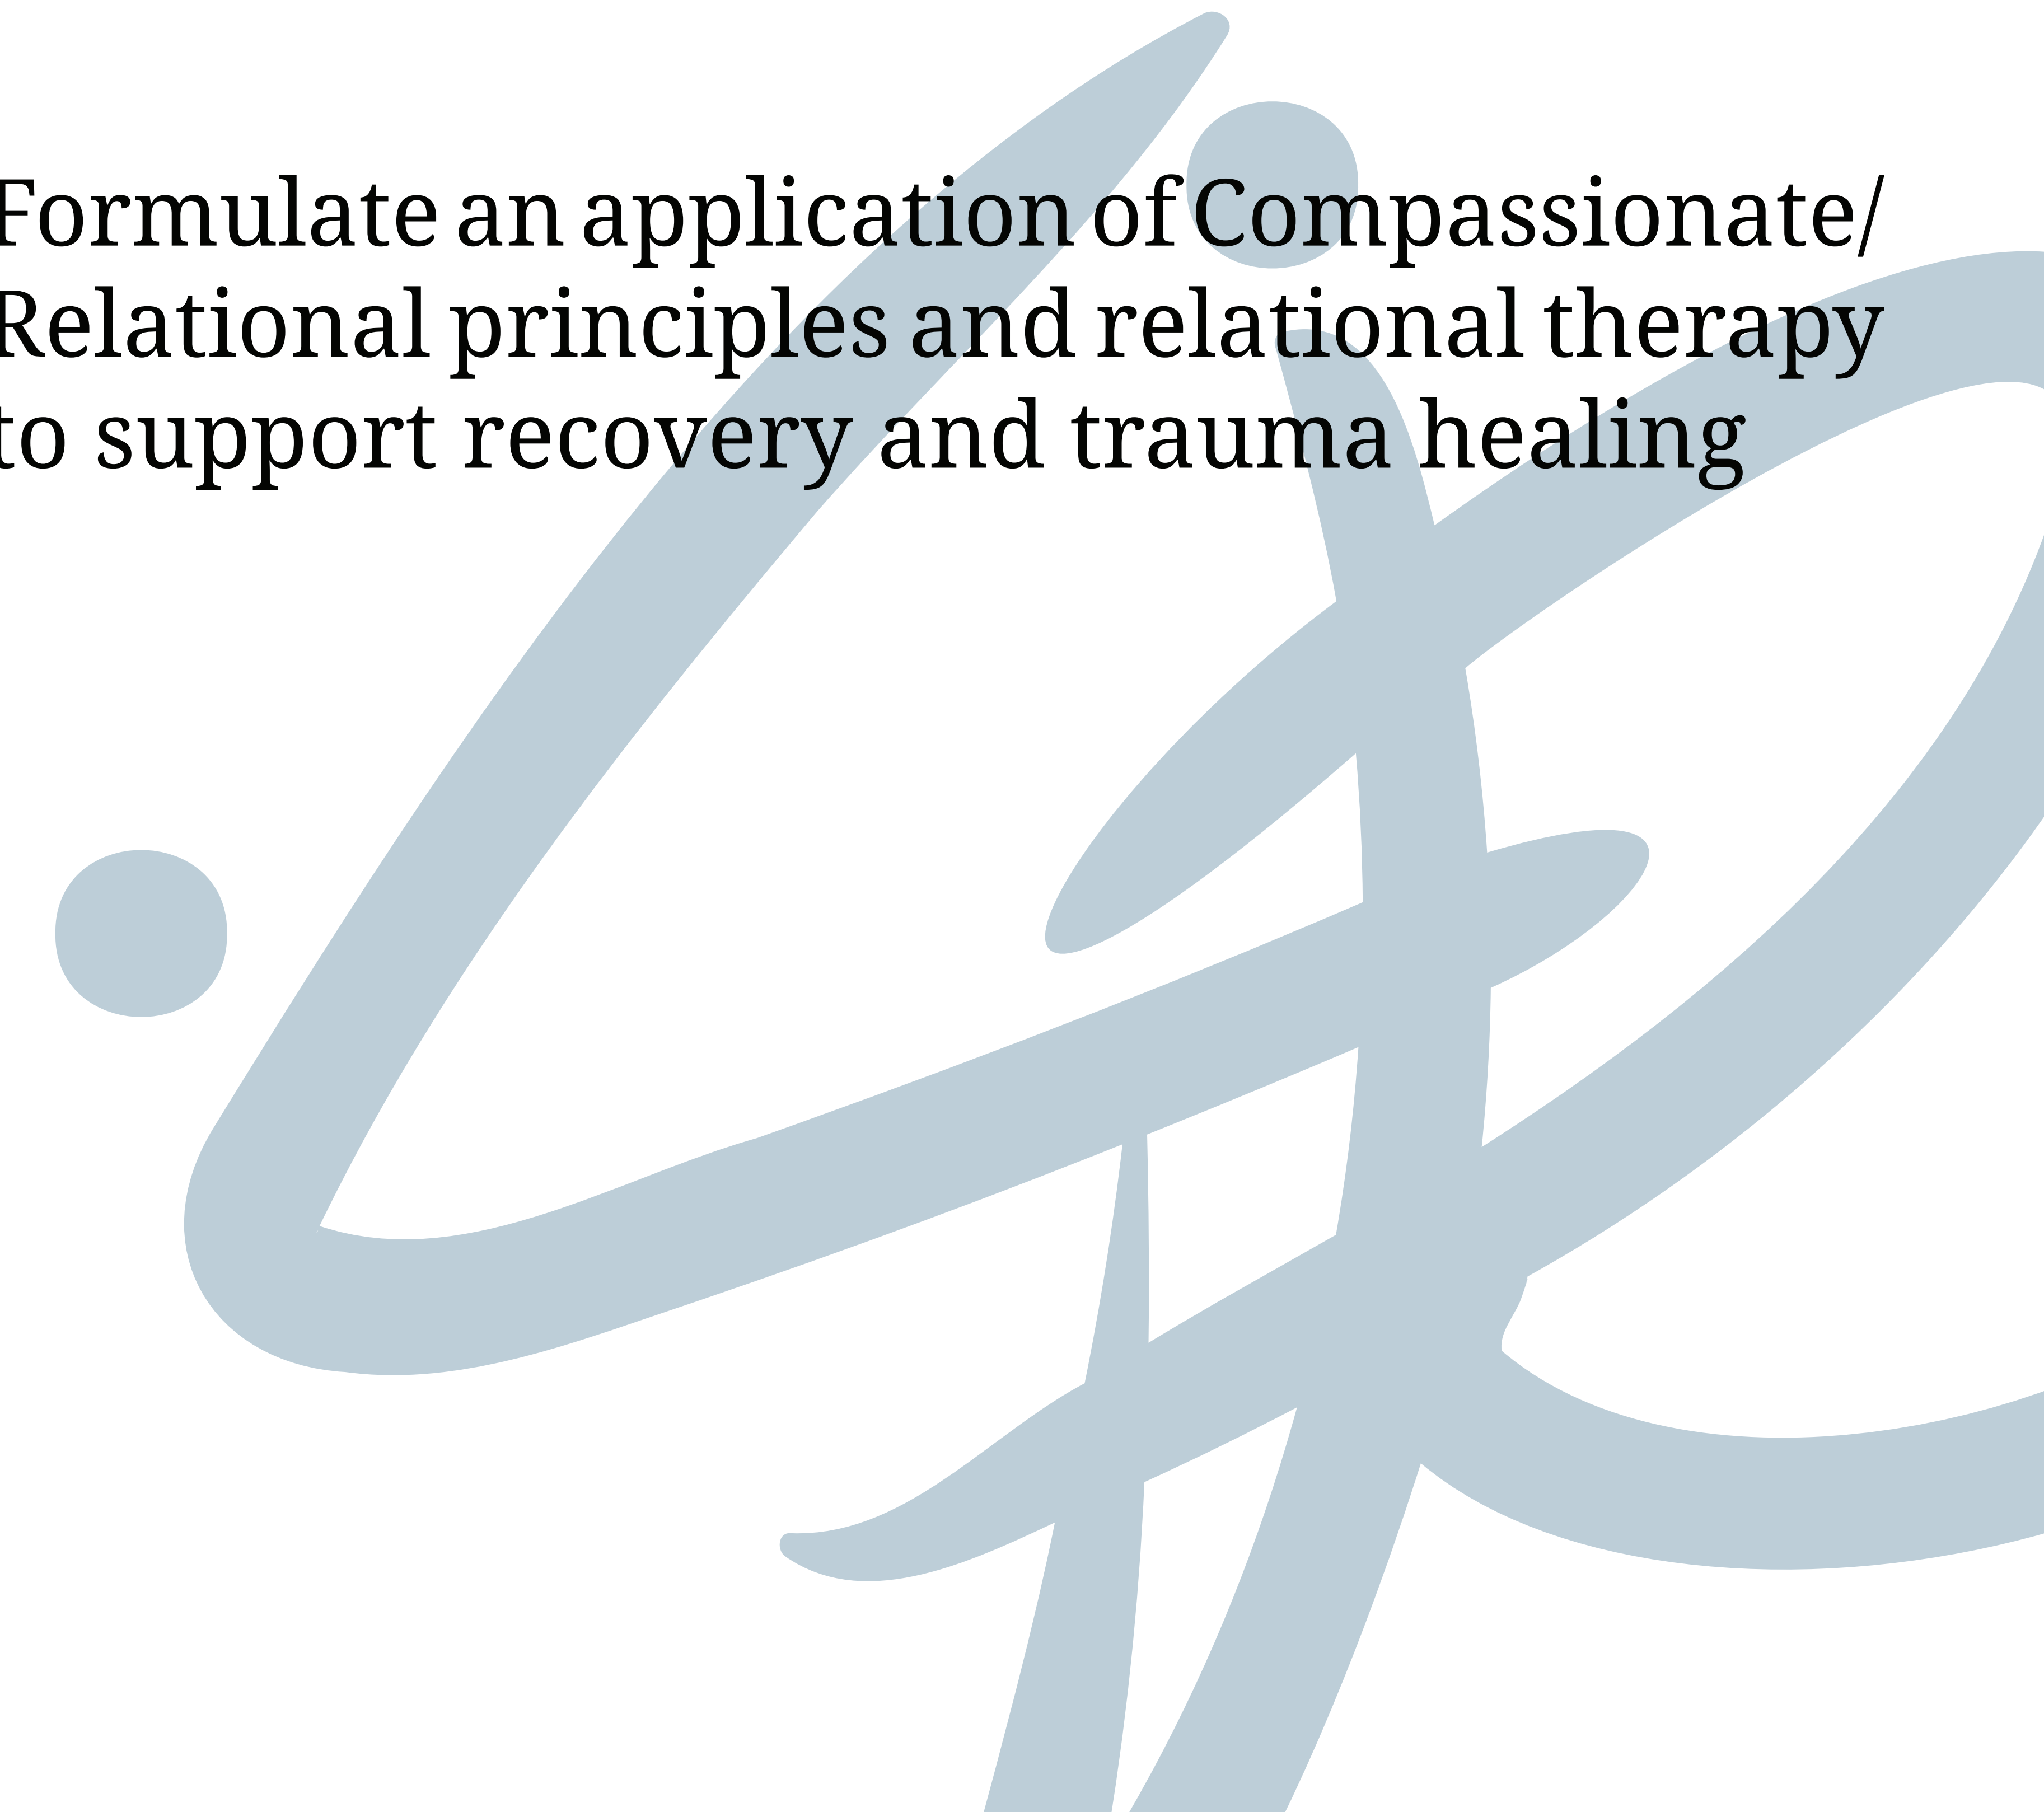 Formulate an application of Compassionate/
Relational principles and relational therapy
to support recovery and trauma healing